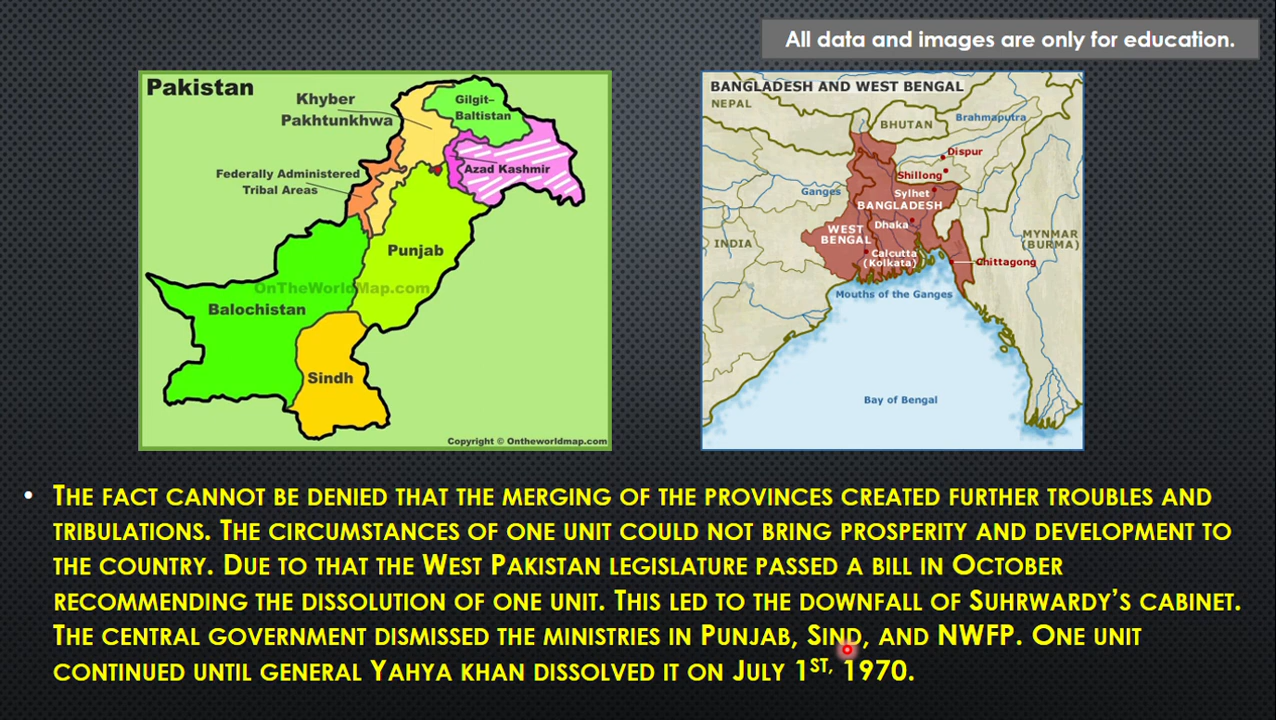 All data and images are only for education.
Pakistan
Khyber
Pakhtunkhwa
Gilgit–
Baltistan
Federally Administered
Tribal Areas
Azad Kashmir
Punjab
OnTheWorldMap.com
Balochistan
Sindh
Copyright © Ontheworldmap.com
BANGLADESH AND WEST BENGAL
NEPAL
BHUTAN
Brahmaputra
Dispur
Shillong
Ganges
Sylhet
BANGLADESH
Dhaka
WEST
BENGAL
INDIA
MYNMAR
(BURMA)
Calcutta
(Kolkata)
Chittagong
Mouths of the Ganges
Bay of Bengal
• THE FACT CANNOT BE DENIED THAT THE MERGING OF THE PROVINCES CREATED FURTHER TROUBLES AND
TRIBULATIONS. THE CIRCUMSTANCES OF ONE UNIT COULD NOT BRING PROSPERITY AND DEVELOPMENT TO
THE COUNTRY. DUE TO THAT THE WEST PAKISTAN LEGISLATURE PASSED A BILL IN OCTOBER
RECOMMENDING THE DISSOLUTION OF ONE UNIT. THIS LED TO THE DOWNFALL OF SUHRWARDY'S CABINET.
THE CENTRAL GOVERNMENT DISMISSED THE MINISTRIES IN PUNJAB, SIND, AND NWFP. ONE UNIT
CONTINUED UNTIL GENERAL YAHYA KHAN DISSOLVED IT ON JULY 1ST, 1970.